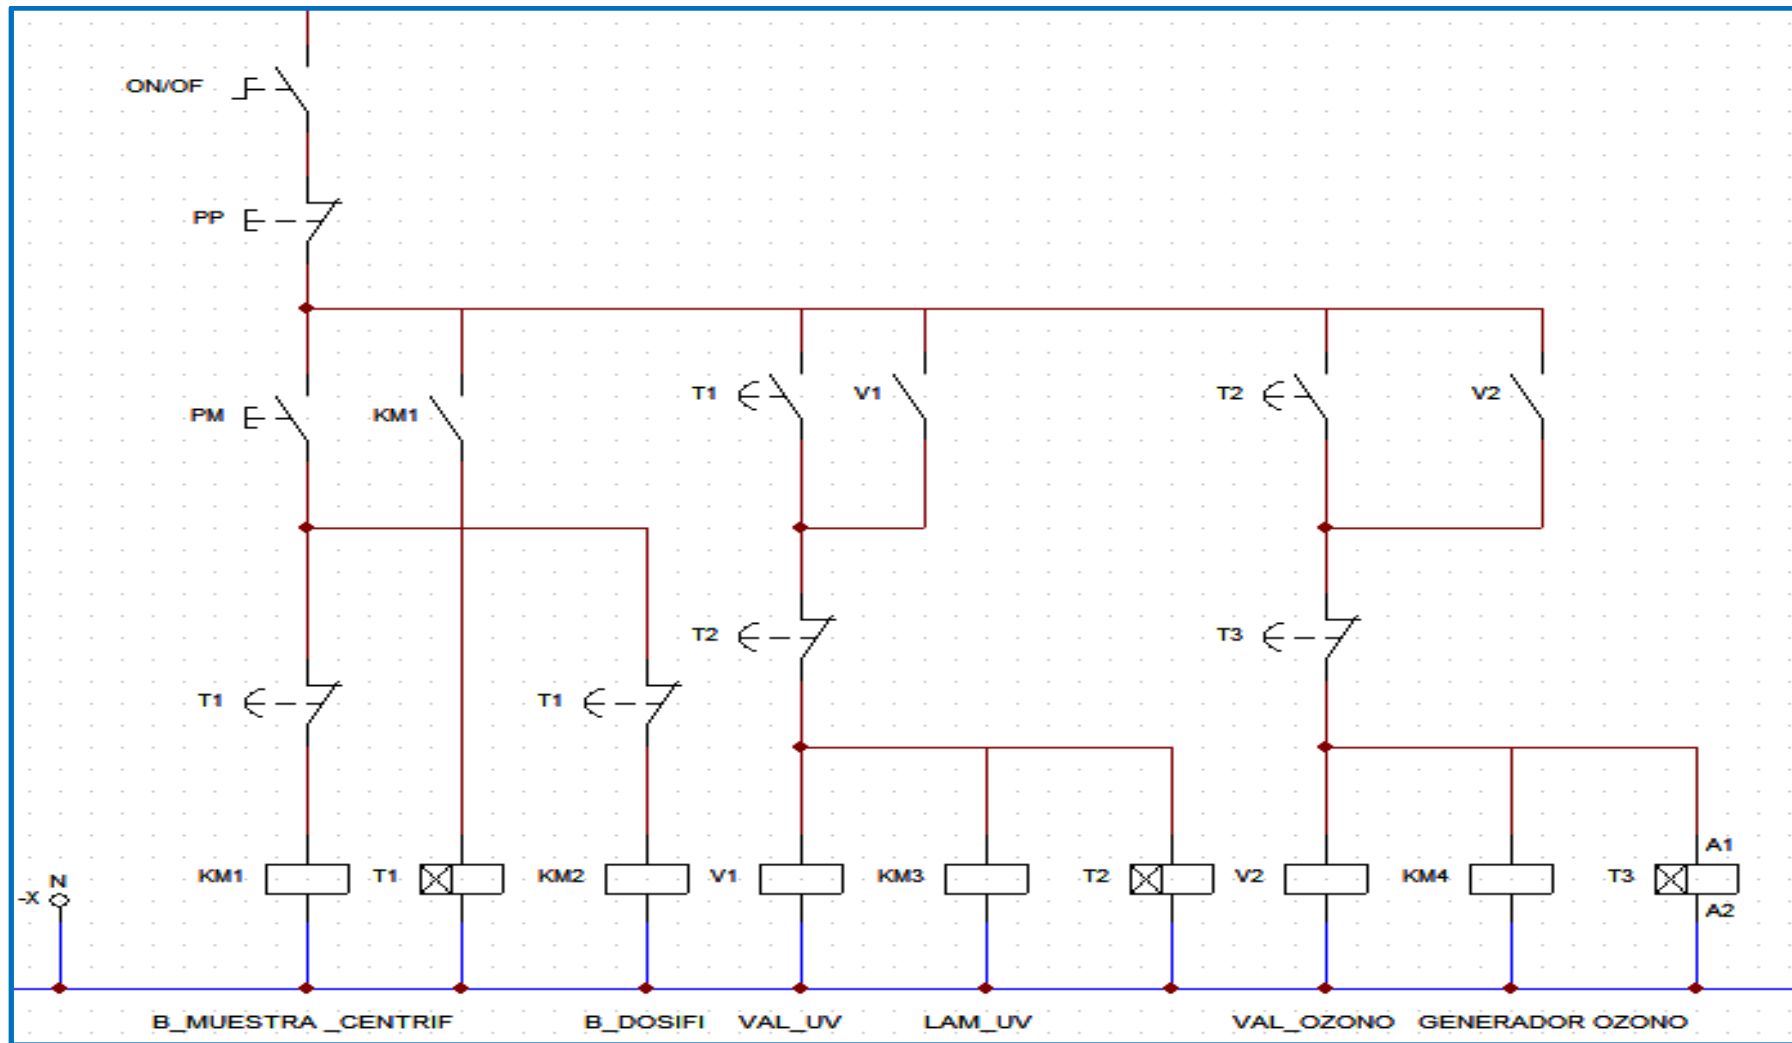 ON/OF
PP
T1
V1
T2
V2
PM
KM1
T2
T3
T1
T1
A1
KM1
T1
KM2
V1
KM3
T2
V2
KM4
T3
N
-X
A2
B_MUESTRA _CENTRIF
B_DOSIFI
VAL_UV
LAM_UV
VAL_OZONO
GENERADOR OZONO